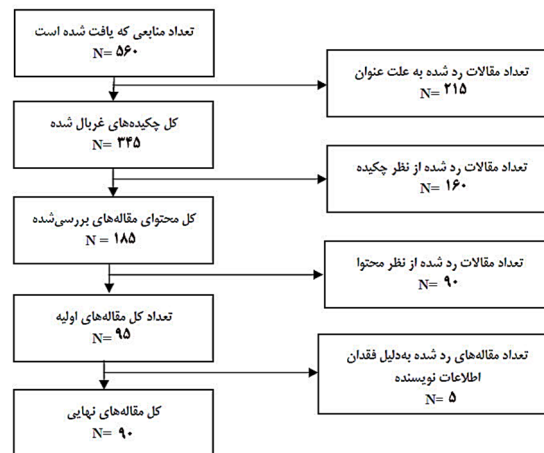 تعداد منابعی که یافت شده است
N= ۵۶۰
تعداد مقالات رد شده به علت عنوان
N= ۲۱۵
کل چکیده‌های غربال شده
N= ۳۴۵
تعداد مقالات رد شده از نظر چکیده
N= ۱۶۰
کل محتوای مقاله‌های بررسی‌شده
N = ۱۸۵
تعداد مقالات رد شده از نظر محتوا
N= ۹۰
تعداد کل مقاله‌های اولیه
N= ۹۵
تعداد مقاله‌های رد شده به‌دلیل فقدان
اطلاعات نویسنده
N= ۵
کل مقاله‌های نهایی
N= ۹۰